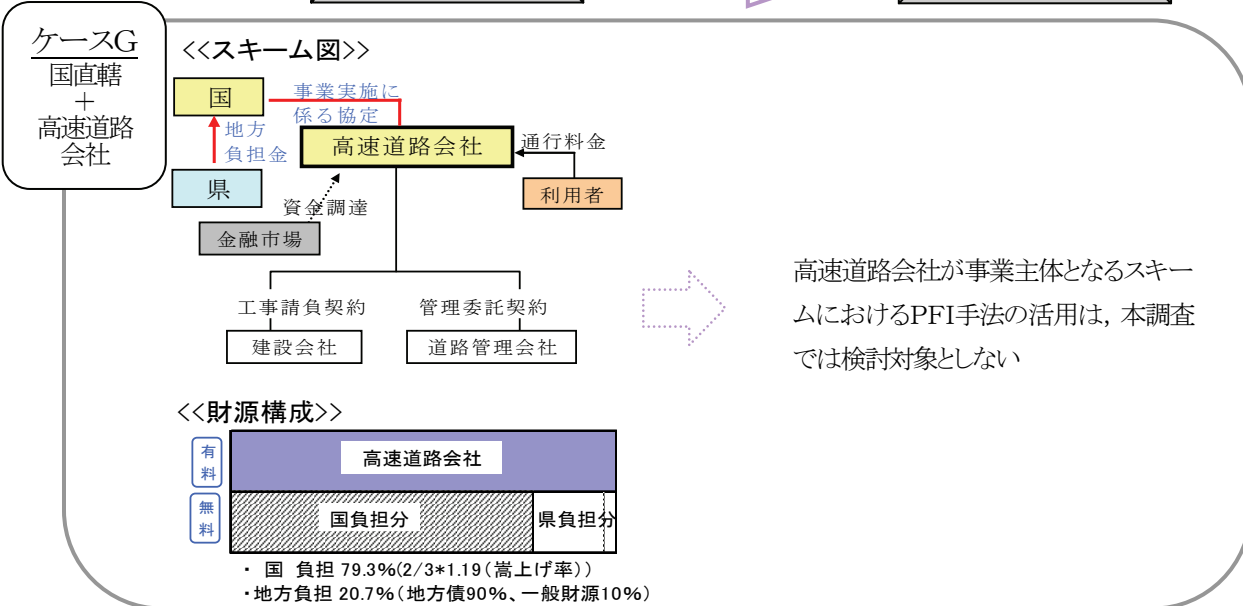 ケースG
国直轄
＋
高速道路
会社
<<スキーム図>>
国
事業実施に
係る協定
地方
負担金
高速道路会社
通行料金
県
利用者
資金調達
金融市場
工事請負契約
管理委託契約
建設会社
道路管理会社
高速道路会社が事業主体となるスキー
ムにおけるPFI手法の活用は，本調査
では検討対象としない
<<財源構成>>
有料
高速道路会社
無料
国負担分
県負担分
・ 国 負担 79.3%(2/3*1.19（嵩上げ率））
・地方負担 20.7%（地方債90%、一般財源10%）